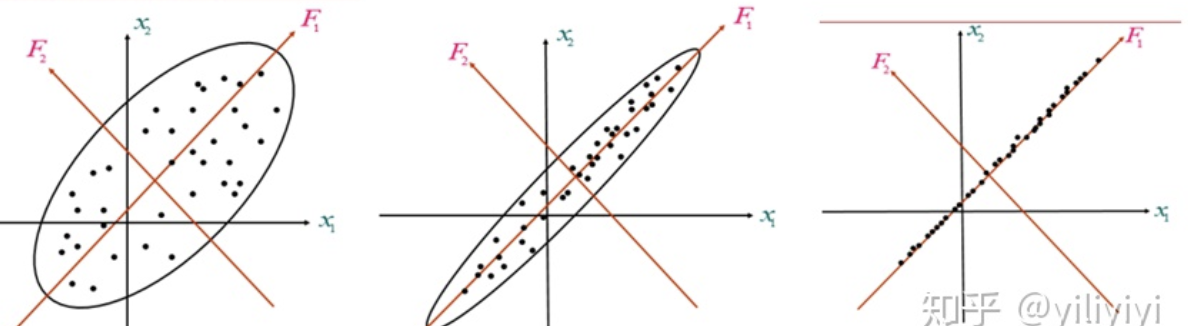 x₂
F₁
F₂
x₁
x₂
F₁
F₂
x₁
x₂
F₁
F₂
x₁
知乎 @yiliyiyi